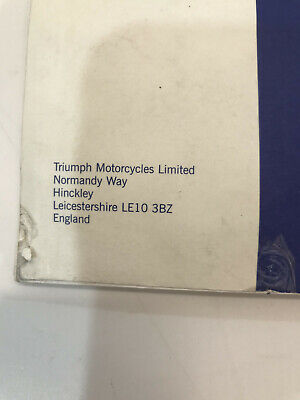 Triumph Motorcycles Limited
Normandy Way
Hinckley
Leicestershire LE10 3BZ
England